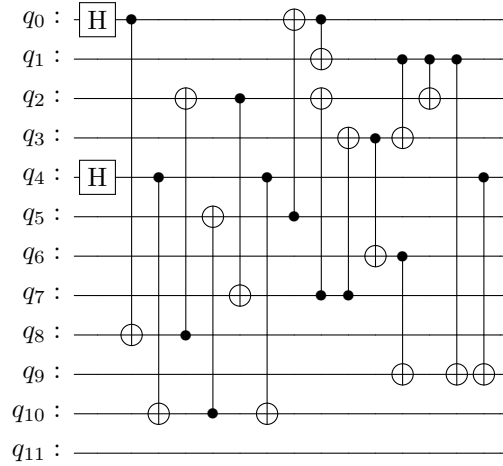 q0 : H
q1 :
q2 :
q3 :
q4 : H
q5 :
q6 :
q7 :
q8 :
q9 :
q10 :
q11 :